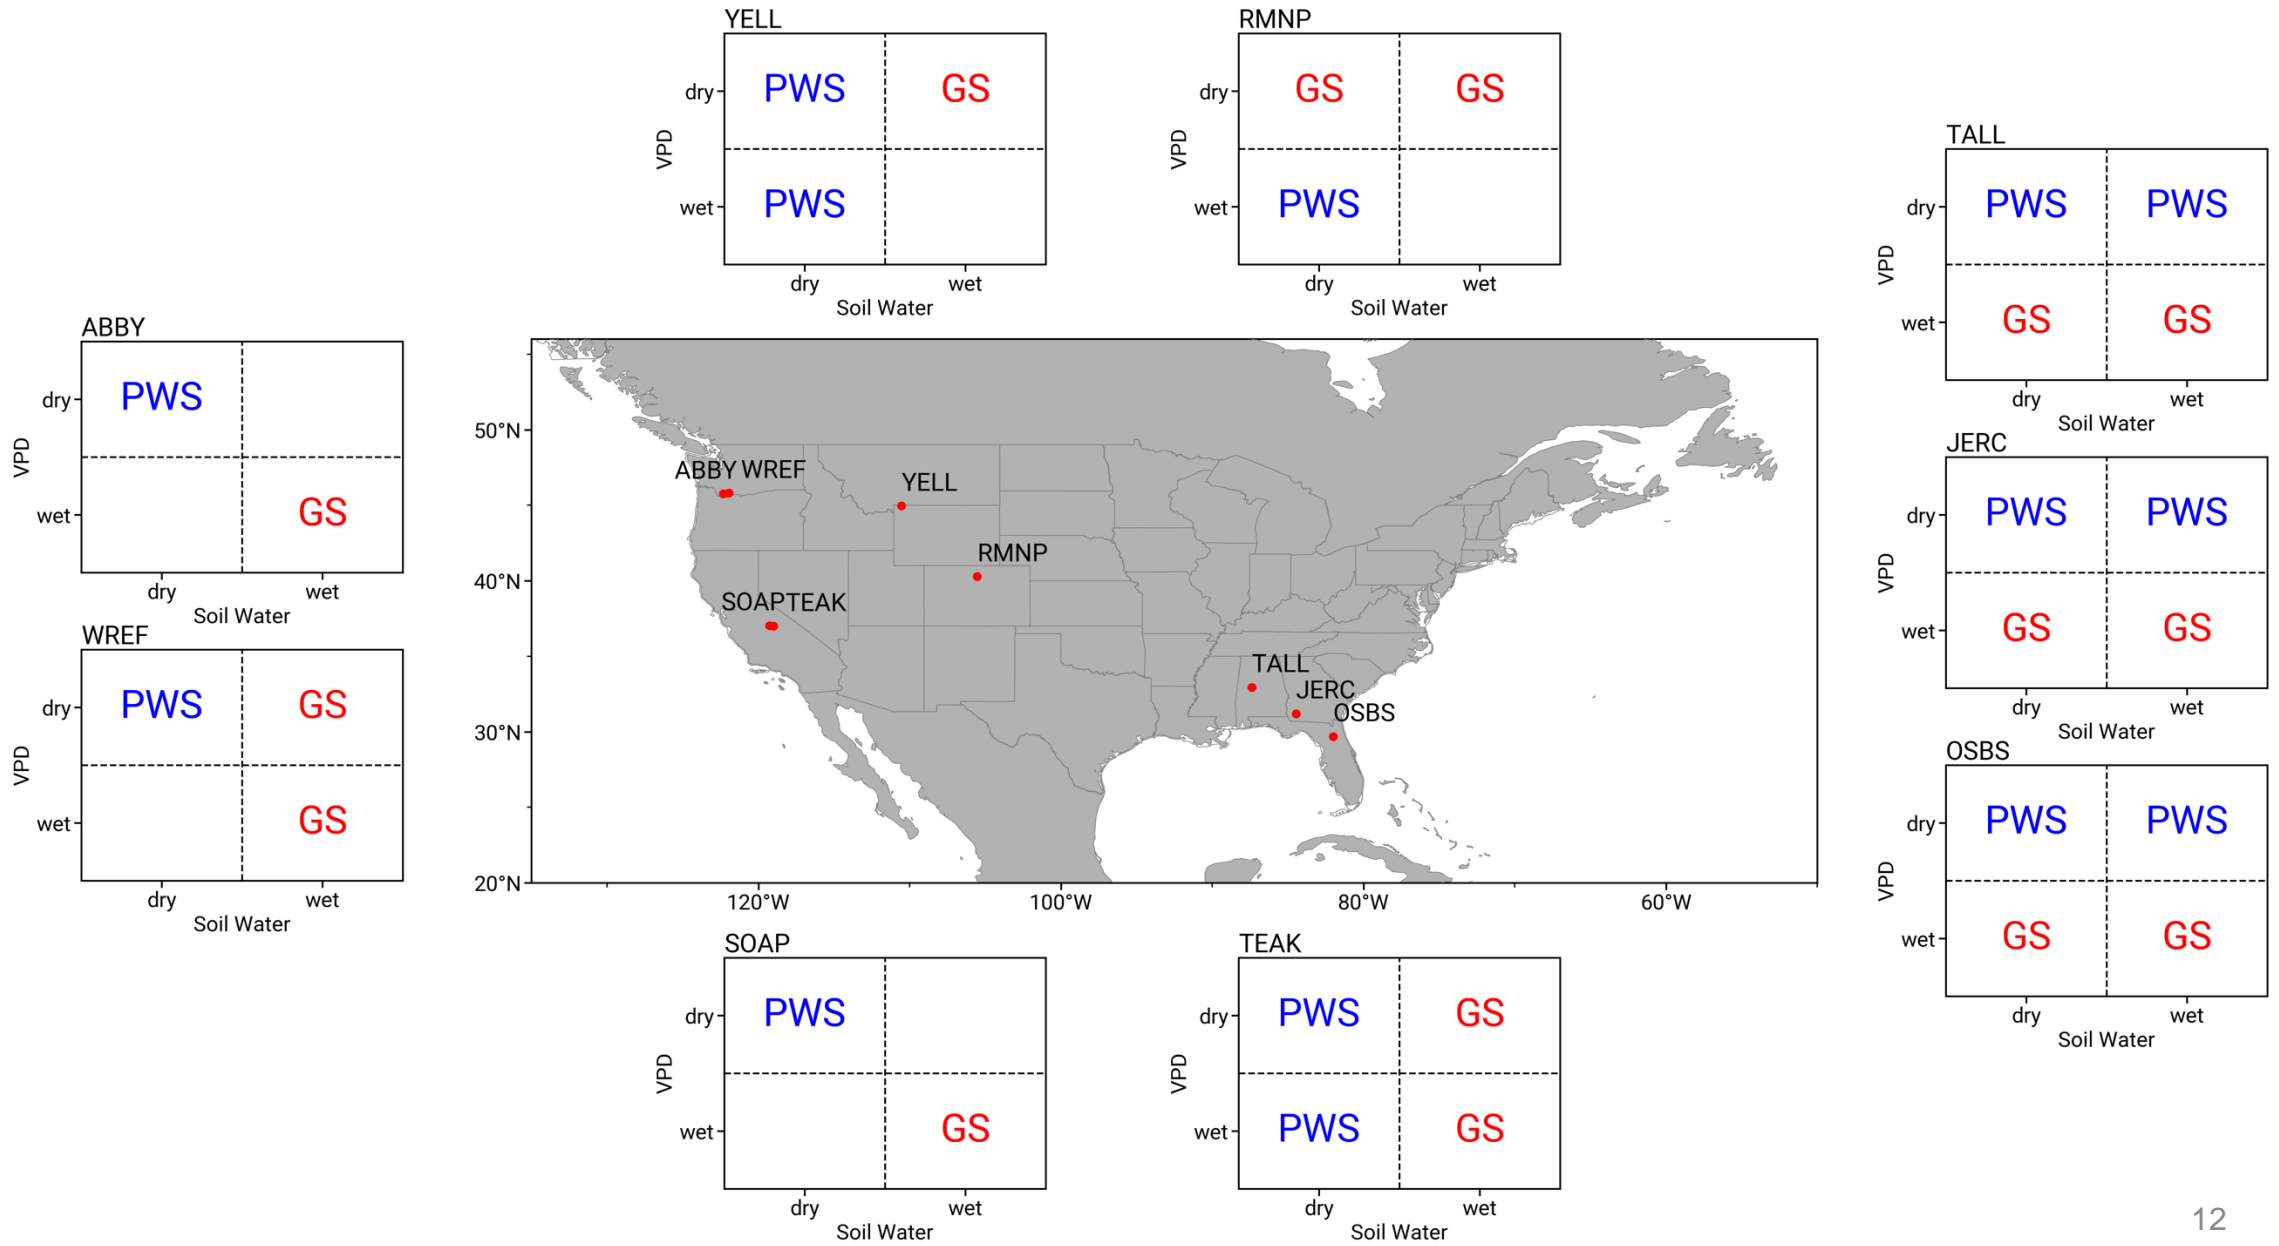 YELL
dry
PWS
GS
VPD
wet
PWS
dry
wet
Soil Water
RMNP
dry
GS
GS
VPD
wet
PWS
dry
wet
Soil Water
ABBY
dry
PWS
VPD
wet
GS
dry
wet
Soil Water
WREF
dry
PWS
GS
VPD
wet
GS
dry
wet
Soil Water
50°N
40°N
30°N
20°N
120°W
100°W
80°W
60°W
ABBY
WREF
YELL
RMNP
SOAP
TEAK
TALL
JERC
OSBS
TALL
dry
PWS
PWS
VPD
wet
GS
GS
dry
wet
Soil Water
JERC
dry
PWS
PWS
VPD
wet
GS
GS
dry
wet
Soil Water
OSBS
dry
PWS
PWS
VPD
wet
GS
GS
dry
wet
Soil Water
SOAP
dry
PWS
VPD
wet
GS
dry
wet
Soil Water
TEAK
dry
PWS
GS
VPD
wet
PWS
GS
dry
wet
Soil Water
12